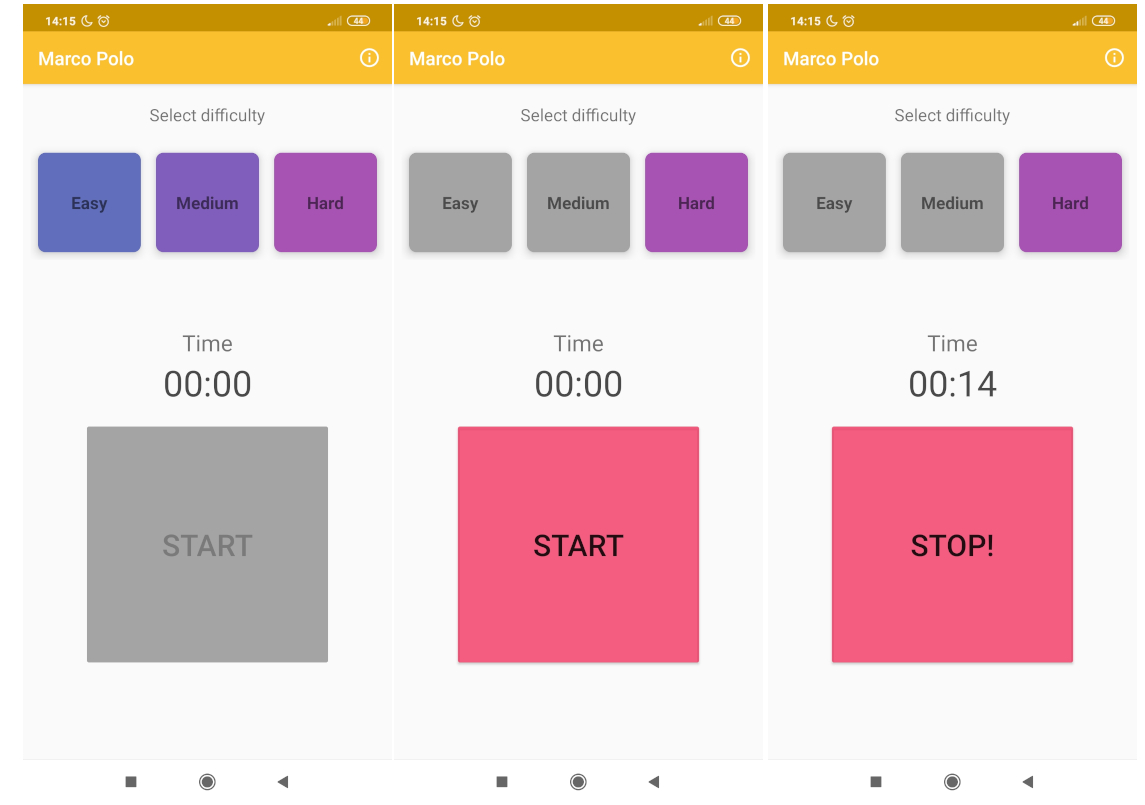 14:15 44
Marco Polo
Select difficulty
Easy Medium Hard
Time
00:00
START
14:15 44
Marco Polo
Select difficulty
Easy Medium Hard
Time
00:00
START
14:15 44
Marco Polo
Select difficulty
Easy Medium Hard
Time
00:14
STOP!